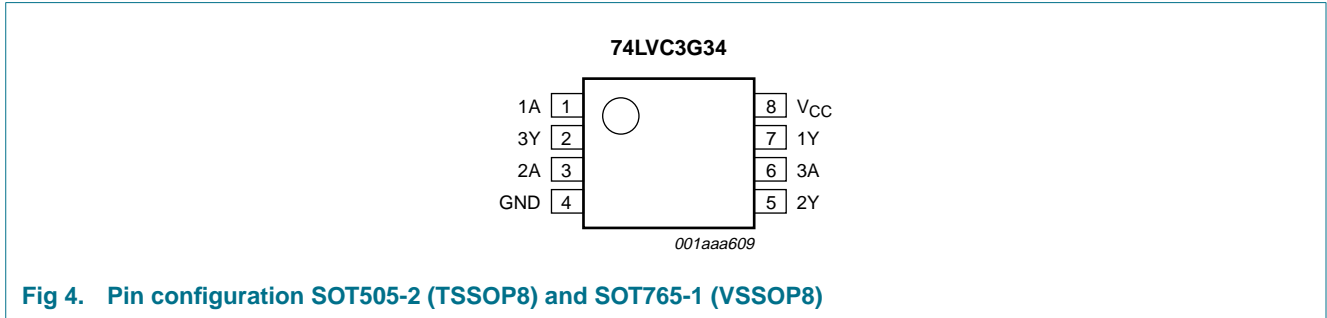 74LVC3G34
1A 1 8 VCC
3Y 2 7 1Y
2A 3 6 3A
GND 4 5 2Y
001aaa609
Fig 4. Pin configuration SOT505-2 (TSSOP8) and SOT765-1 (VSSOP8)